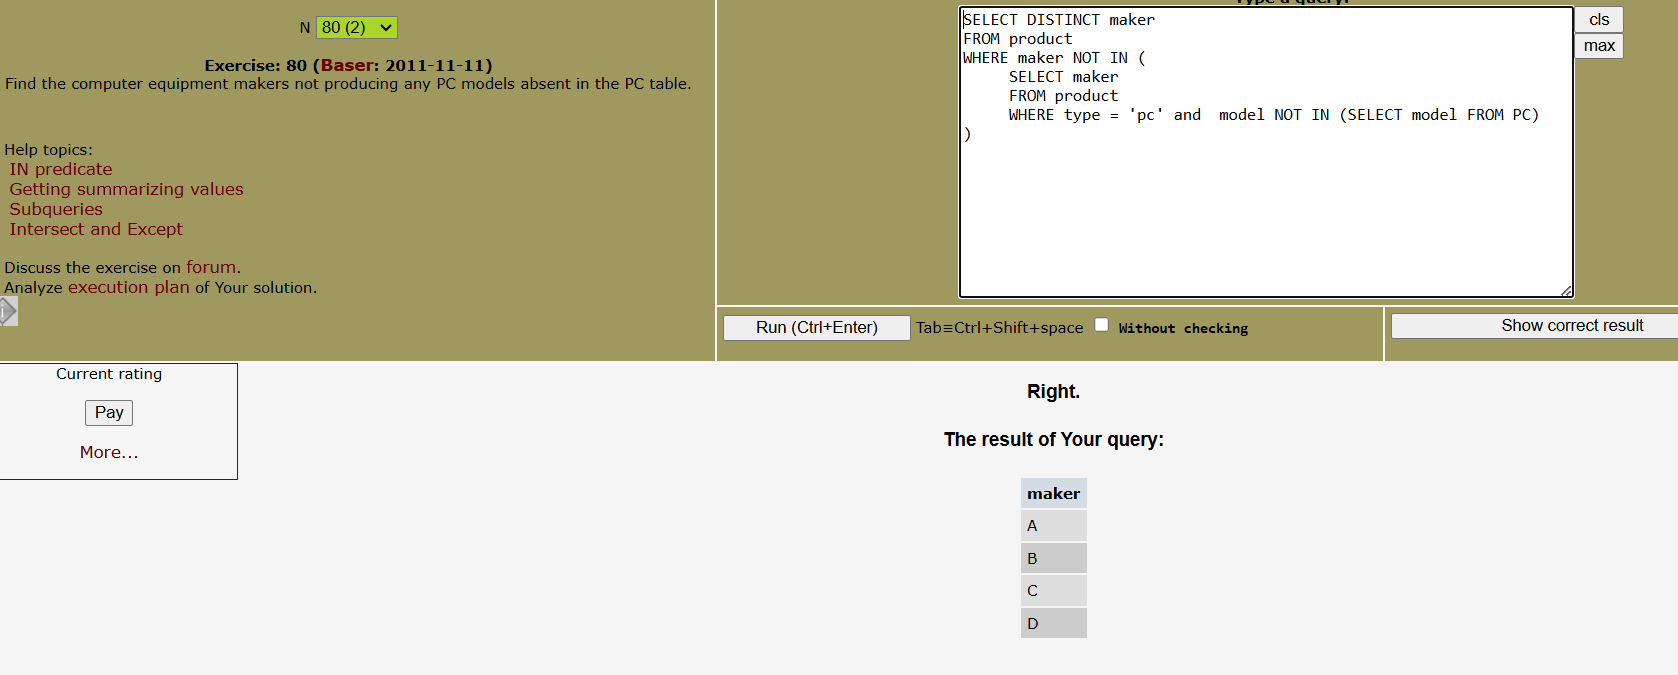 N 80 (2)
Exercise: 80 (Baser: 2011-11-11)
Find the computer equipment makers not producing any PC models absent in the PC table.
Help topics:
IN predicate
Getting summarizing values
Subqueries
Intersect and Except
Discuss the exercise on forum.
Analyze execution plan of Your solution.
SELECT DISTINCT maker
FROM product
WHERE maker NOT IN (
SELECT maker
FROM product
WHERE type = 'pc' and  model NOT IN (SELECT model FROM PC)
)
cls
max
Run (Ctrl+Enter) Tab≡Ctrl+Shift+space Without checking
Show correct result
Current rating
Pay
More...
Right.
The result of Your query:
maker
A
B
C
D